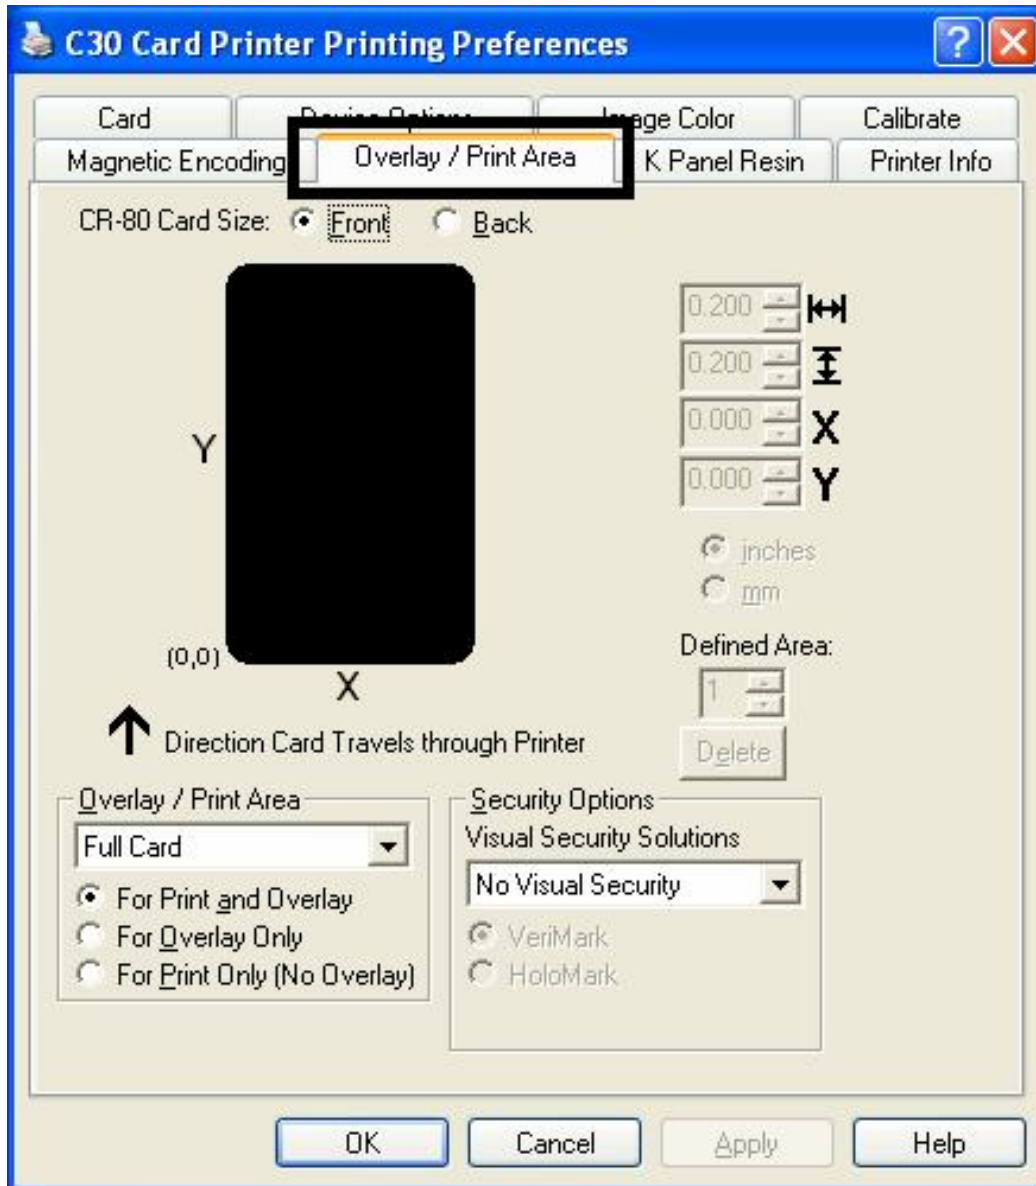 C30 Card Printer Printing Preferences
Card
Image Color
Calibrate
Magnetic Encoding
Overlay / Print Area
K Panel Resin
Printer Info
CR-80 Card Size:
Front
Back
Y
(0,0)
X
Direction Card Travels through Printer
0.200
0.200
0.000 X
0.000 Y
inches
mm
Defined Area:
1
Delete
Overlay / Print Area
Full Card
For Print and Overlay
For Overlay Only
For Print Only (No Overlay)
Security Options
Visual Security Solutions
No Visual Security
VeriMark
HoloMark
OK
Cancel
Apply
Help